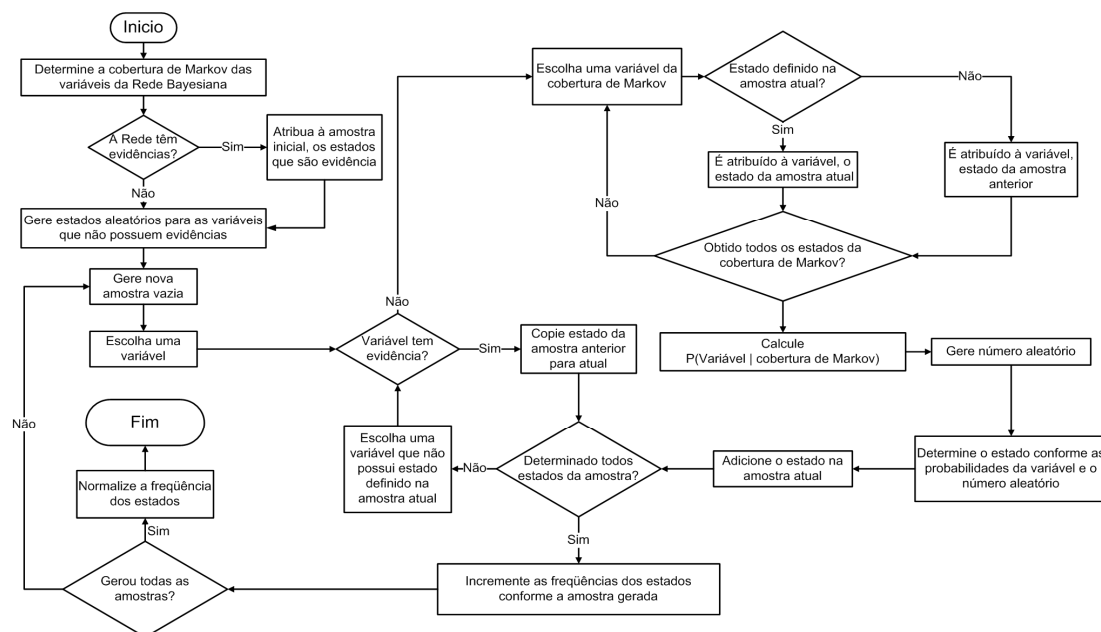 Inicio
Determine a cobertura de Markov das
variáveis da Rede Bayesiana
A Rede têm
evidências?
Sim
Atribua à amostra
inicial, os estados
que são evidência
Não
Gere estados aleatórios para as variáveis
que não possuem evidências
Gere nova
amostra vazia
Escolha uma
variável
Variável tem
evidência?
Não
Sim
Escolha uma variável da
cobertura de Markov
Estado definido na
amostra atual?
Não
Sim
É atribuído à variável, o
estado da amostra atual
É atribuído à variável,
estado da amostra
anterior
Não
Obtido todos os estados da
cobertura de Markov?
Calcule
P(Variável | cobertura de Markov)
Gere número aleatório
Determine o estado conforme as
probabilidades da variável e o
número aleatório
Adicione o estado na
amostra atual
Copie estado da
amostra anterior
para atual
Determinado todos
estados da amostra?
Não
Escolha uma
variável que não
possui estado
definido na
amostra atual
Sim
Incremente as freqüências dos estados
conforme a amostra gerada
Gerou todas as
amostras?
Não
Sim
Normalize a freqüência
dos estados
Fim